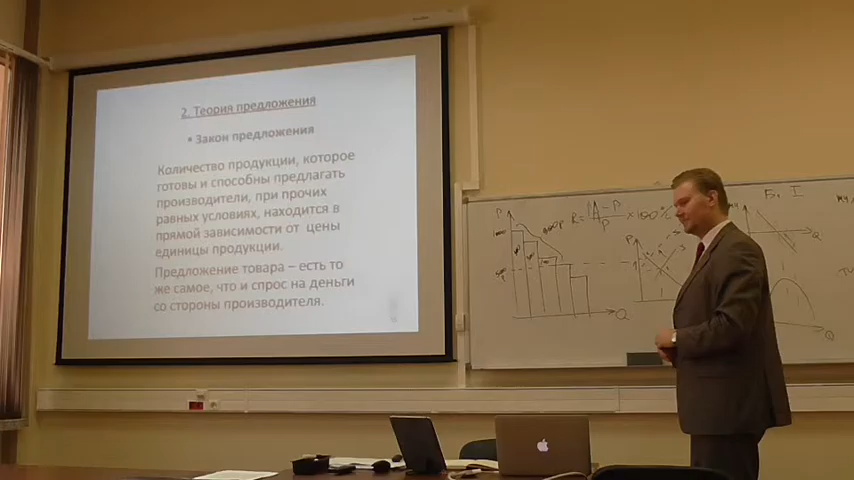 2. Теория предложения
• Закон предложения
Количество продукции, которое
готовы и способны предлагать
производители, при прочих
равных условиях, находится в
прямой зависимости от цены
единицы продукции.
Предложение товара – есть то
же самое, что и спрос на деньги
со стороны производителя.
P
Q
P
Q
Q